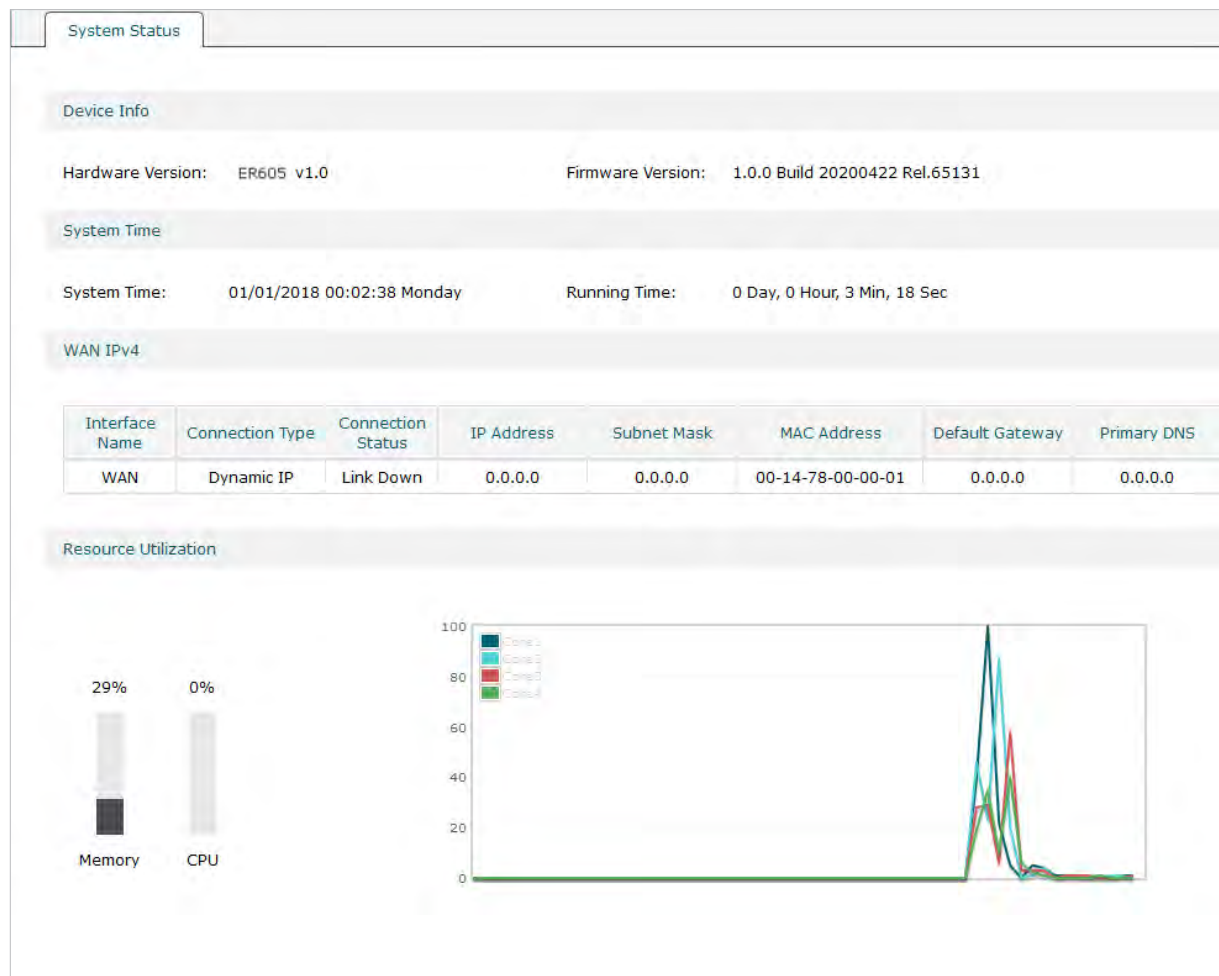 System Status
Device Info
Hardware Version: ER605 v1.0 Firmware Version: 1.0.0 Build 20200422 Rel.65131
System Time
System Time: 01/01/2018 00:02:38 Monday Running Time: 0 Day, 0 Hour, 3 Min, 18 Sec
WAN IPv4
Interface Name Connection Type Connection Status IP Address Subnet Mask MAC Address Default Gateway Primary DNS
WAN Dynamic IP Link Down 0.0.0.0 0.0.0.0 00-14-78-00-00-01 0.0.0.0 0.0.0.0
Resource Utilization
29% 0%
Memory CPU
100
80
60
40
20
0